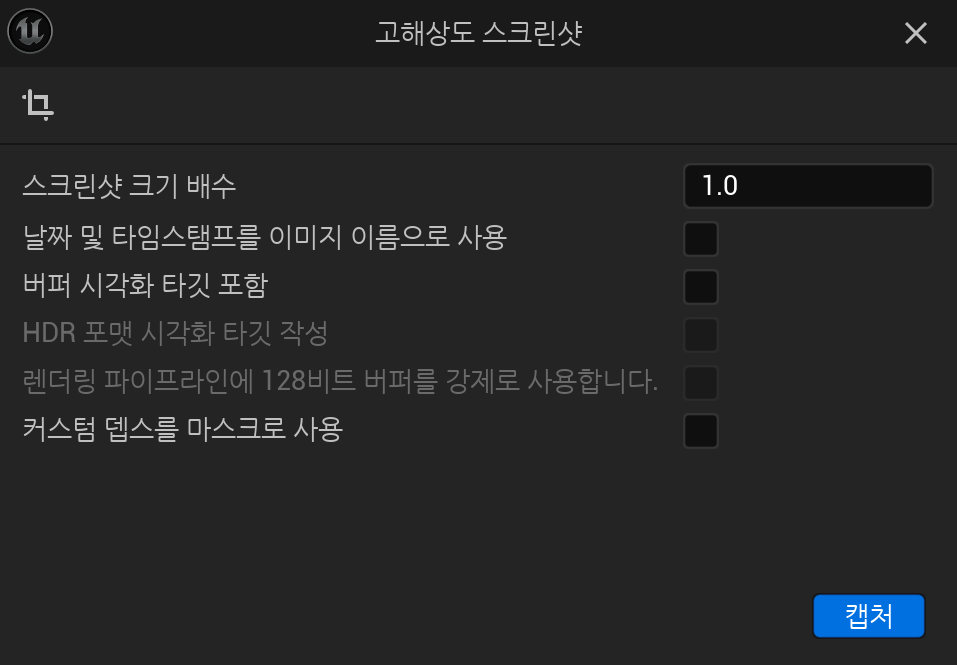 고해상도 스크린샷
스크린샷 크기 배수 1.0
날짜 및 타임스탬프를 이미지 이름으로 사용
버퍼 시각화 타깃 포함
HDR 포맷 시각화 타깃 작성
렌더링 파이프라인에 128비트 버퍼를 강제로 사용합니다.
커스텀 뎁스를 마스크로 사용
캡처